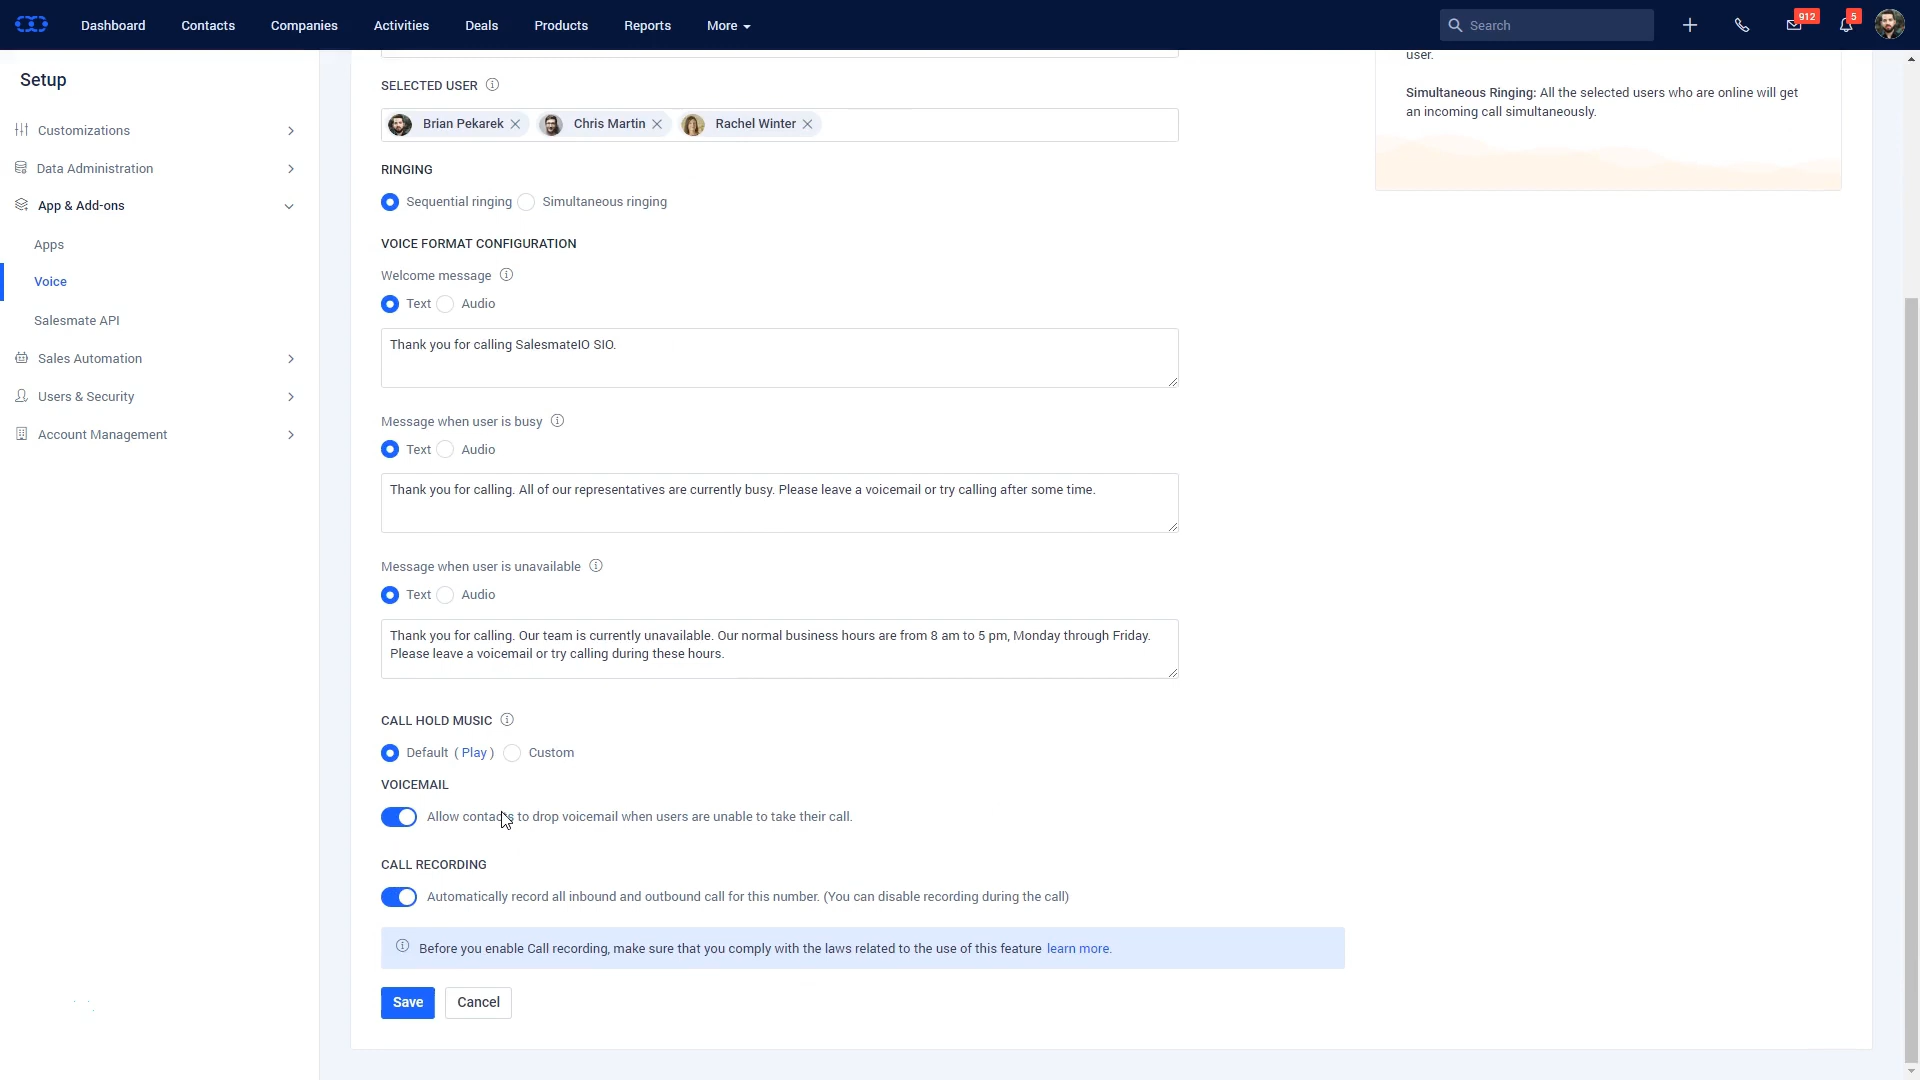 Dashboard
Contacts
Companies
Activities
Deals
Products
Reports
More
Search
912
5
Setup
Customizations
Data Administration
App & Add-ons
Apps
Voice
Salesmate API
Sales Automation
Users & Security
Account Management
SELECTED USER
Brian Pekarek
Chris Martin
Rachel Winter
RINGING
Sequential ringing
Simultaneous ringing
VOICE FORMAT CONFIGURATION
Welcome message
Text
Audio
Thank you for calling SalesmateIO SIO.
Message when user is busy
Text
Audio
Thank you for calling. All of our representatives are currently busy. Please leave a voicemail or try calling after some time.
Message when user is unavailable
Text
Audio
Thank you for calling. Our team is currently unavailable. Our normal business hours are from 8 am to 5 pm, Monday through Friday.
Please leave a voicemail or try calling during these hours.
CALL HOLD MUSIC
Default ( Play )
Custom
VOICEMAIL
Allow contacts to drop voicemail when users are unable to take their call.
CALL RECORDING
Automatically record all inbound and outbound call for this number. (You can disable recording during the call)
Before you enable Call recording, make sure that you comply with the laws related to the use of this feature learn more.
Save
Cancel
user.
Simultaneous Ringing: All the selected users who are online will get
an incoming call simultaneously.